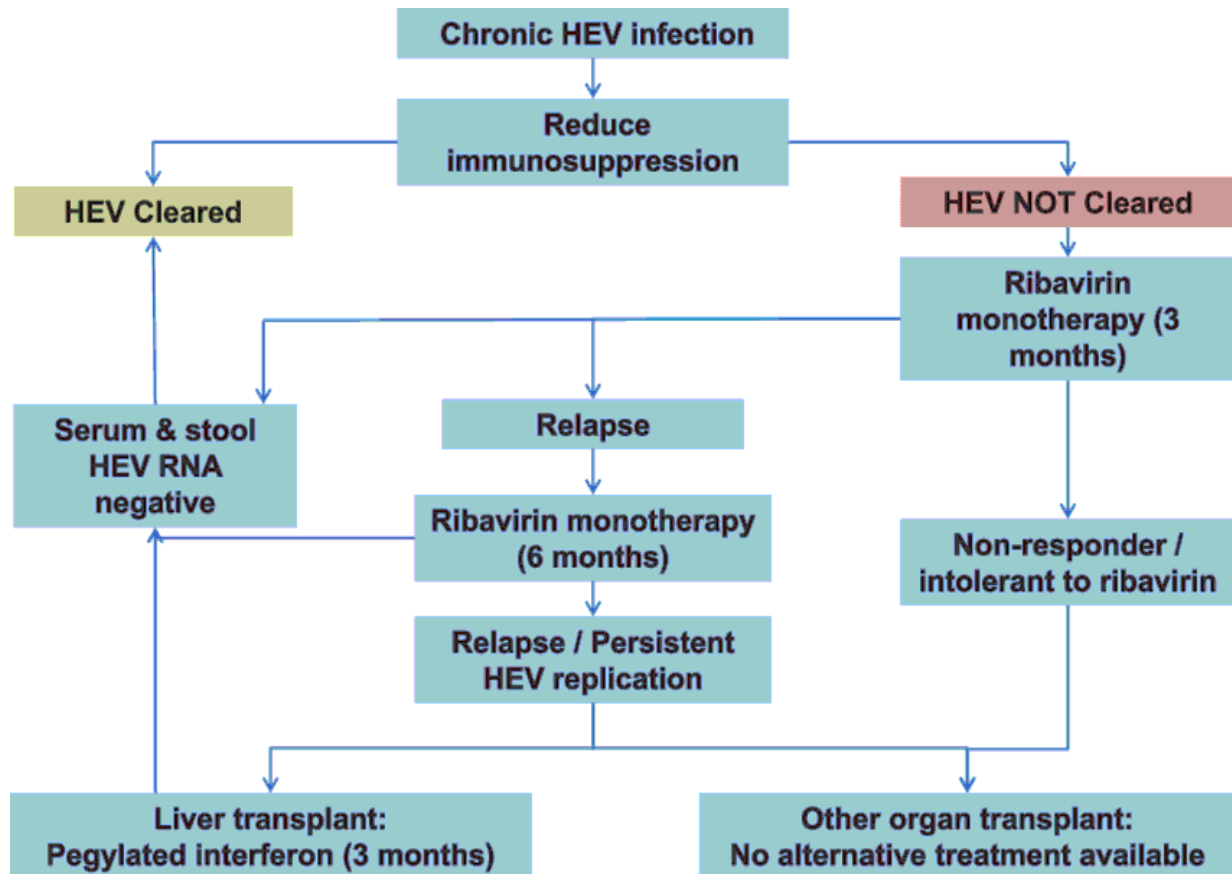 Chronic HEV infection
Reduce
immunosuppression
HEV Cleared
HEV NOT Cleared
Ribavirin
monotherapy (3
months)
Serum & stool
HEV RNA
negative
Relapse
Ribavirin monotherapy
(6 months)
Non-responder /
intolerant to ribavirin
Relapse / Persistent
HEV replication
Liver transplant:
Pegylated interferon (3 months)
Other organ transplant:
No alternative treatment available